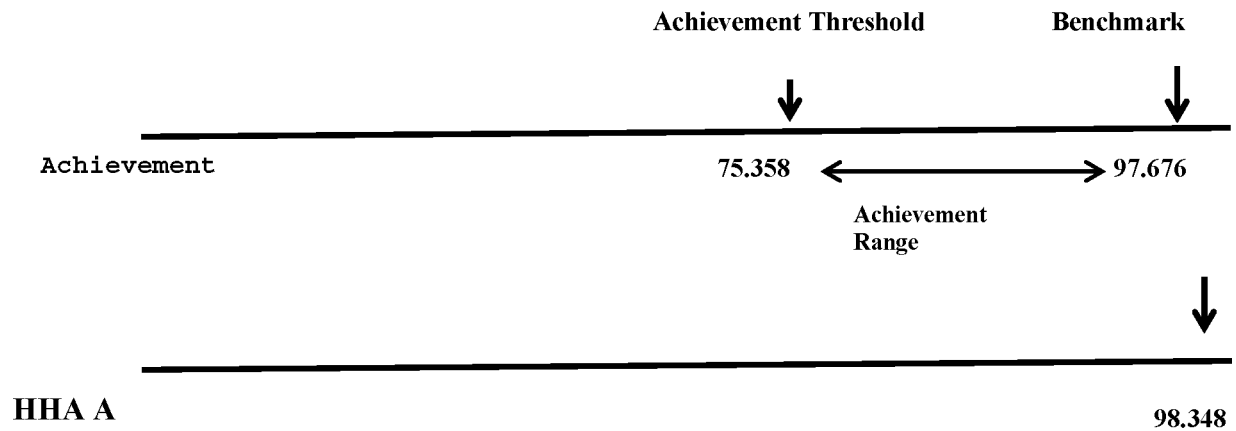 Achievement Threshold Benchmark
Achievement 75.358 97.676
Achievement
Range
HHA A
98.348